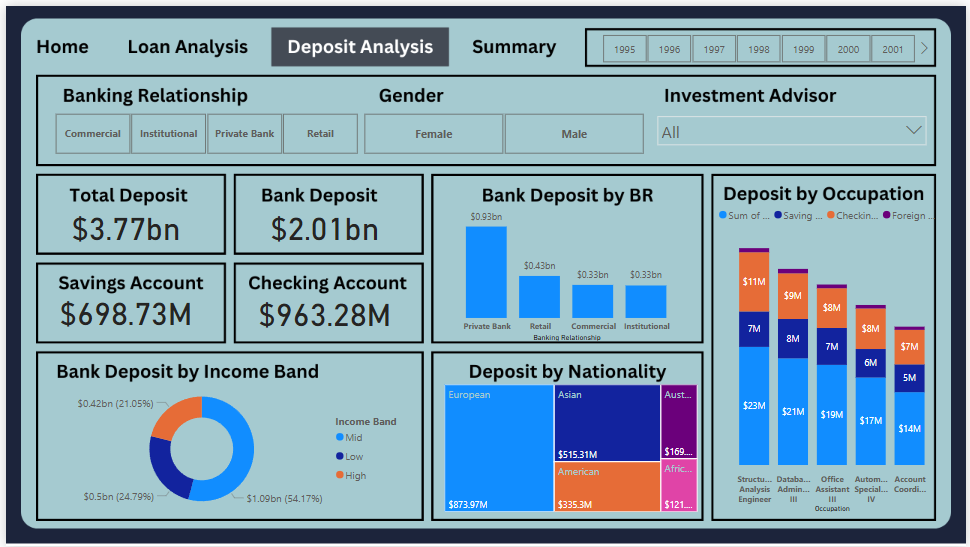 Home Loan Analysis Deposit Analysis Summary
1995 1996 1997 1998 1999 2000 2001
Banking Relationship
Commercial Institutional Private Bank Retail
Gender
Female Male
Investment Advisor
All
Total Deposit
$3.77bn
Bank Deposit
$2.01bn
Savings Account
$698.73M
Checking Account
$963.28M
Bank Deposit by BR
$0.93bn
$0.43bn
$0.33bn
$0.33bn
Private Bank Retail Commercial Institutional
Banking Relationship
Deposit by Occupation
Sum of ... Saving ... Checkin... Foreign ...
$11M
7M
$23M
$9M
8M
$21M
$8M
7M
$19M
$8M
6M
$17M
$7M
5M
$14M
Structu...
Analysis
Engineer
Databa...
Admin...
III
Office
Assistant
III
Autom...
Special...
IV
Account
Coordi...
Occupation
Bank Deposit by Income Band
$0.42bn (21.05%)
$0.5bn (24.79%)
$1.09bn (54.17%)
Income Band
Mid
Low
High
Deposit by Nationality
European
$873.97M
Asian
$515.31M
American
$335.3M
Aust...
$169....
Afric...
$121....